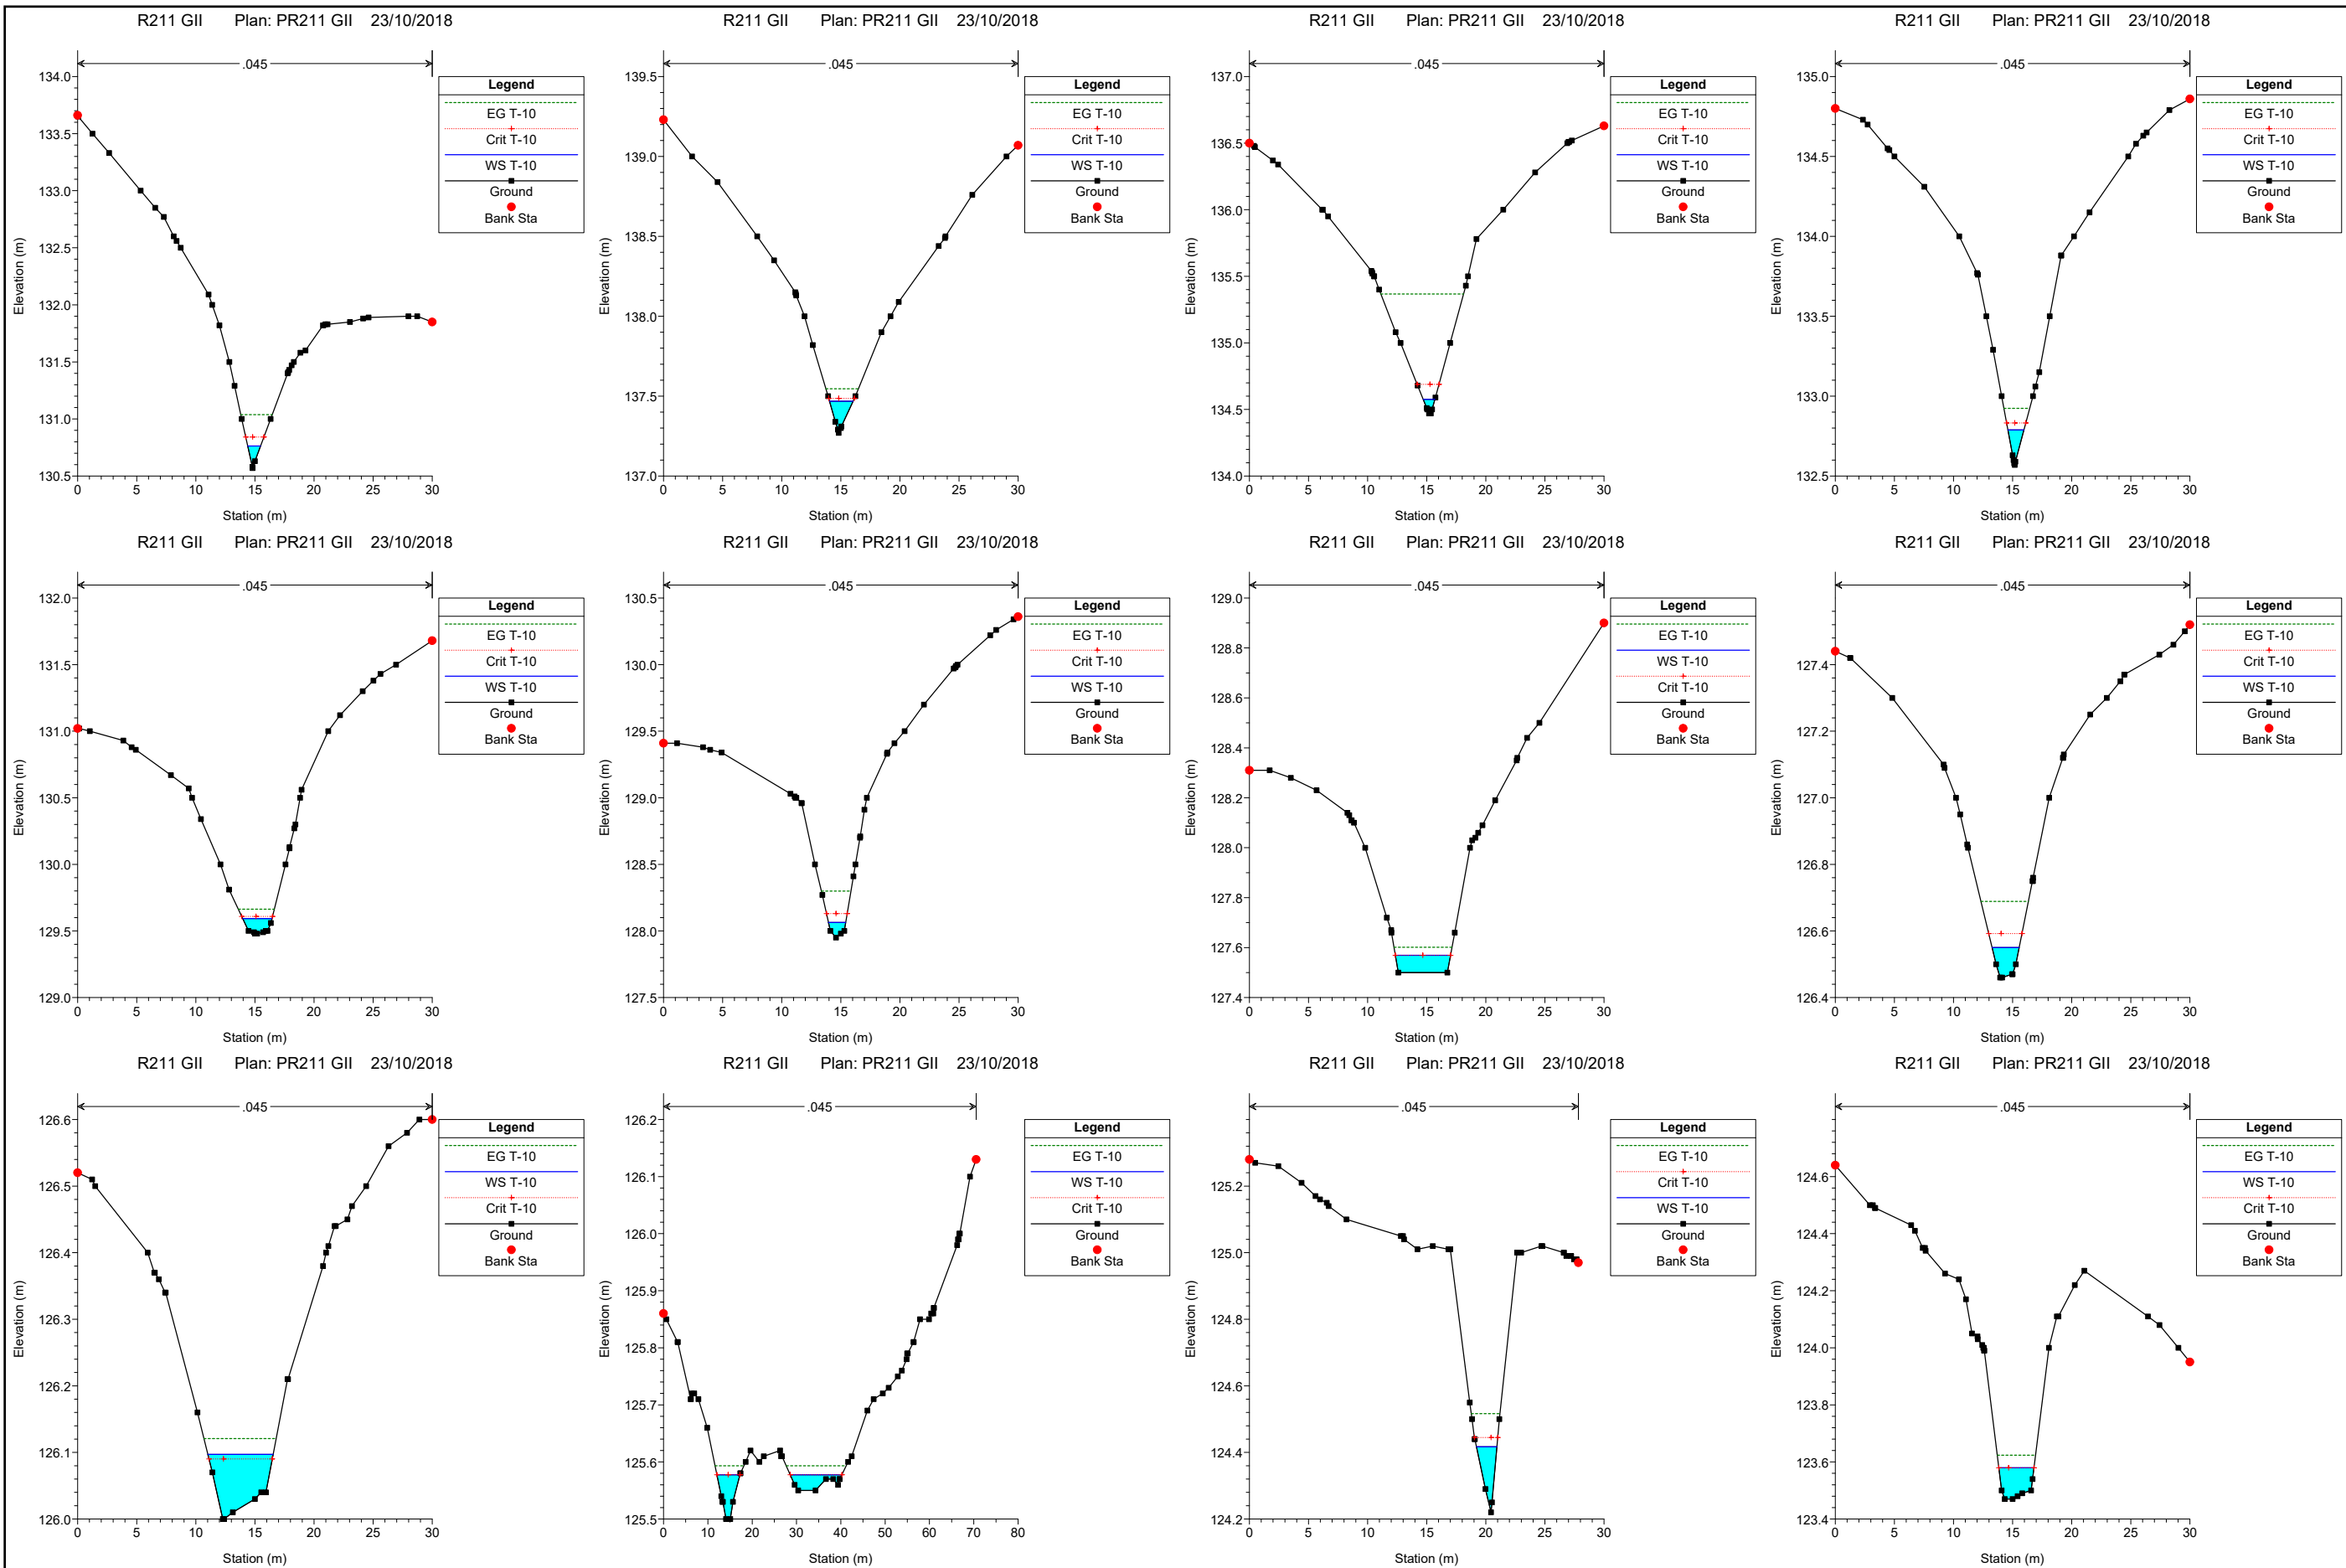 R211 GII Plan: PR211 GII 23/10/2018
.045
134.0
133.5
133.0
132.5
132.0
131.5
131.0
130.5
Elevation (m)
0 5 10 15 20 25 30
Station (m)
Legend
EG T-10
Crit T-10
WS T-10
Ground
Bank Sta
R211 GII Plan: PR211 GII 23/10/2018
.045
139.5
139.0
138.5
138.0
137.5
137.0
Elevation (m)
0 5 10 15 20 25 30
Station (m)
Legend
EG T-10
Crit T-10
WS T-10
Ground
Bank Sta
R211 GII Plan: PR211 GII 23/10/2018
.045
137.0
136.5
136.0
135.5
135.0
134.5
134.0
Elevation (m)
0 5 10 15 20 25 30
Station (m)
Legend
EG T-10
Crit T-10
WS T-10
Ground
Bank Sta
R211 GII Plan: PR211 GII 23/10/2018
.045
135.0
134.5
134.0
133.5
133.0
132.5
Elevation (m)
0 5 10 15 20 25 30
Station (m)
Legend
EG T-10
Crit T-10
WS T-10
Ground
Bank Sta
R211 GII Plan: PR211 GII 23/10/2018
.045
132.0
131.5
131.0
130.5
130.0
129.5
129.0
Elevation (m)
0 5 10 15 20 25 30
Station (m)
Legend
EG T-10
Crit T-10
WS T-10
Ground
Bank Sta
R211 GII Plan: PR211 GII 23/10/2018
.045
130.5
130.0
129.5
129.0
128.5
128.0
127.5
Elevation (m)
0 5 10 15 20 25 30
Station (m)
Legend
EG T-10
Crit T-10
WS T-10
Ground
Bank Sta
R211 GII Plan: PR211 GII 23/10/2018
.045
129.0
128.8
128.6
128.4
128.2
128.0
127.8
127.6
127.4
Elevation (m)
0 5 10 15 20 25 30
Station (m)
Legend
EG T-10
WS T-10
Crit T-10
Ground
Bank Sta
R211 GII Plan: PR211 GII 23/10/2018
.045
127.4
127.2
127.0
126.8
126.6
126.4
Elevation (m)
0 5 10 15 20 25 30
Station (m)
Legend
EG T-10
Crit T-10
WS T-10
Ground
Bank Sta
R211 GII Plan: PR211 GII 23/10/2018
.045
126.6
126.5
126.4
126.3
126.2
126.1
126.0
Elevation (m)
0 5 10 15 20 25 30
Station (m)
Legend
EG T-10
WS T-10
Crit T-10
Ground
Bank Sta
R211 GII Plan: PR211 GII 23/10/2018
.045
126.2
126.1
126.0
125.9
125.8
125.7
125.6
125.5
Elevation (m)
0 10 20 30 40 50 60 70 80
Station (m)
Legend
EG T-10
WS T-10
Crit T-10
Ground
Bank Sta
R211 GII Plan: PR211 GII 23/10/2018
.045
125.2
125.0
124.8
124.6
124.4
124.2
Elevation (m)
0 5 10 15 20 25 30
Station (m)
Legend
EG T-10
Crit T-10
WS T-10
Ground
Bank Sta
R211 GII Plan: PR211 GII 23/10/2018
.045
124.6
124.4
124.2
124.0
123.8
123.6
123.4
Elevation (m)
0 5 10 15 20 25 30
Station (m)
Legend
EG T-10
WS T-10
Crit T-10
Ground
Bank Sta